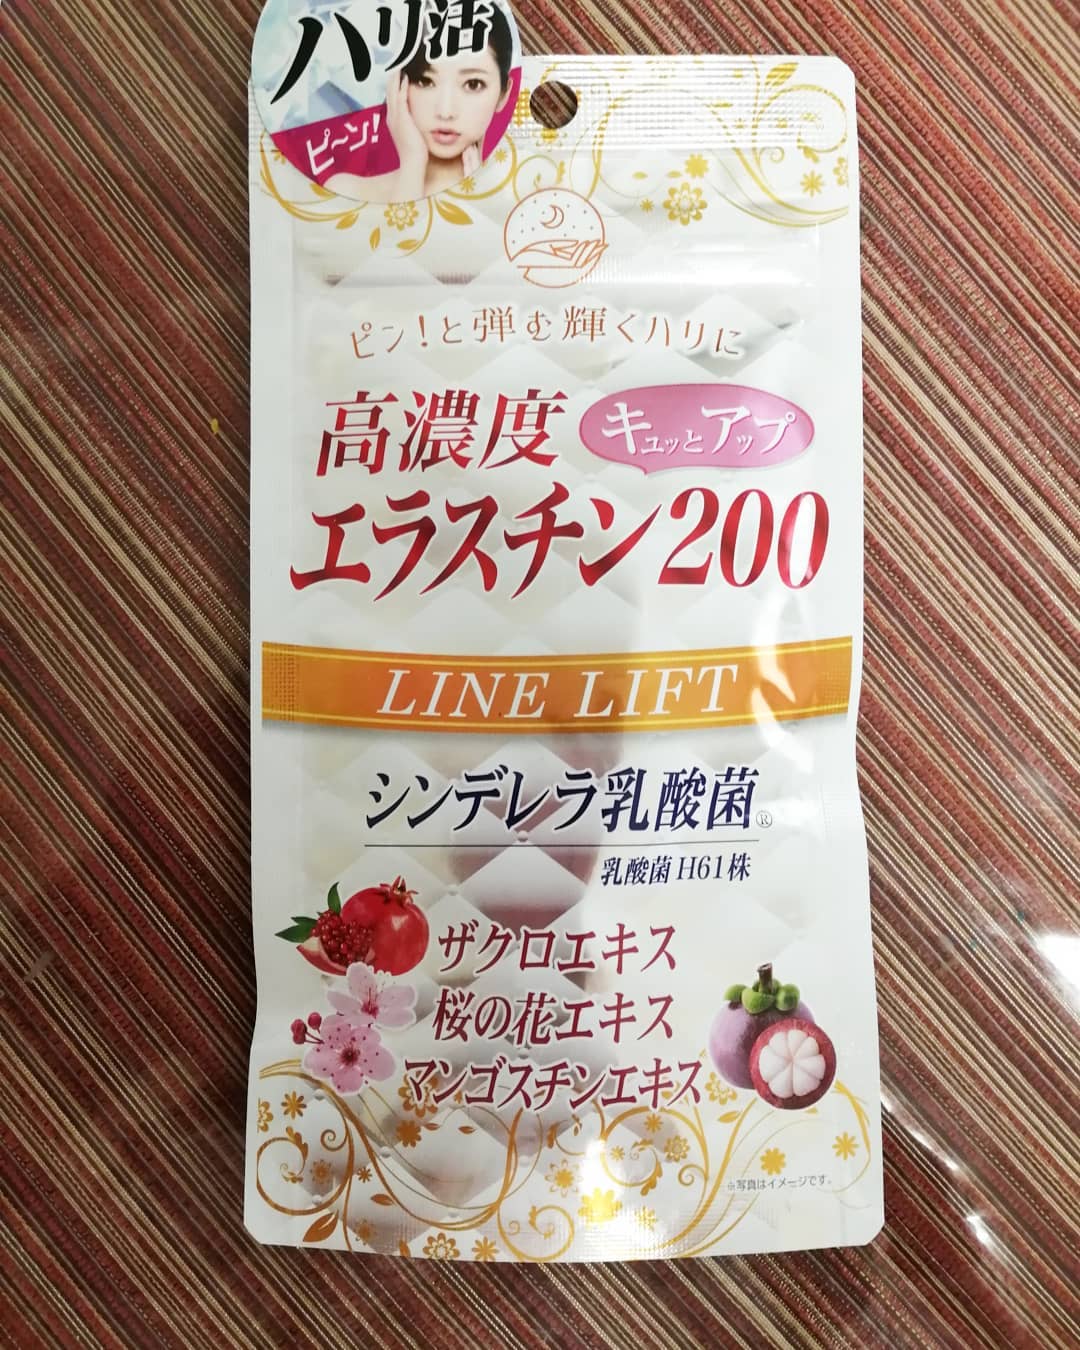 ハリ活
ピ〜ン!
ピン!と弾む輝くハリに
高濃度
キュッとアップ
エラスチン200
LINE LIFT
シンデレラ乳酸菌®
乳酸菌H61株
ザクロエキス
桜の花エキス
マンゴスチンエキス
※写真はイメージです。